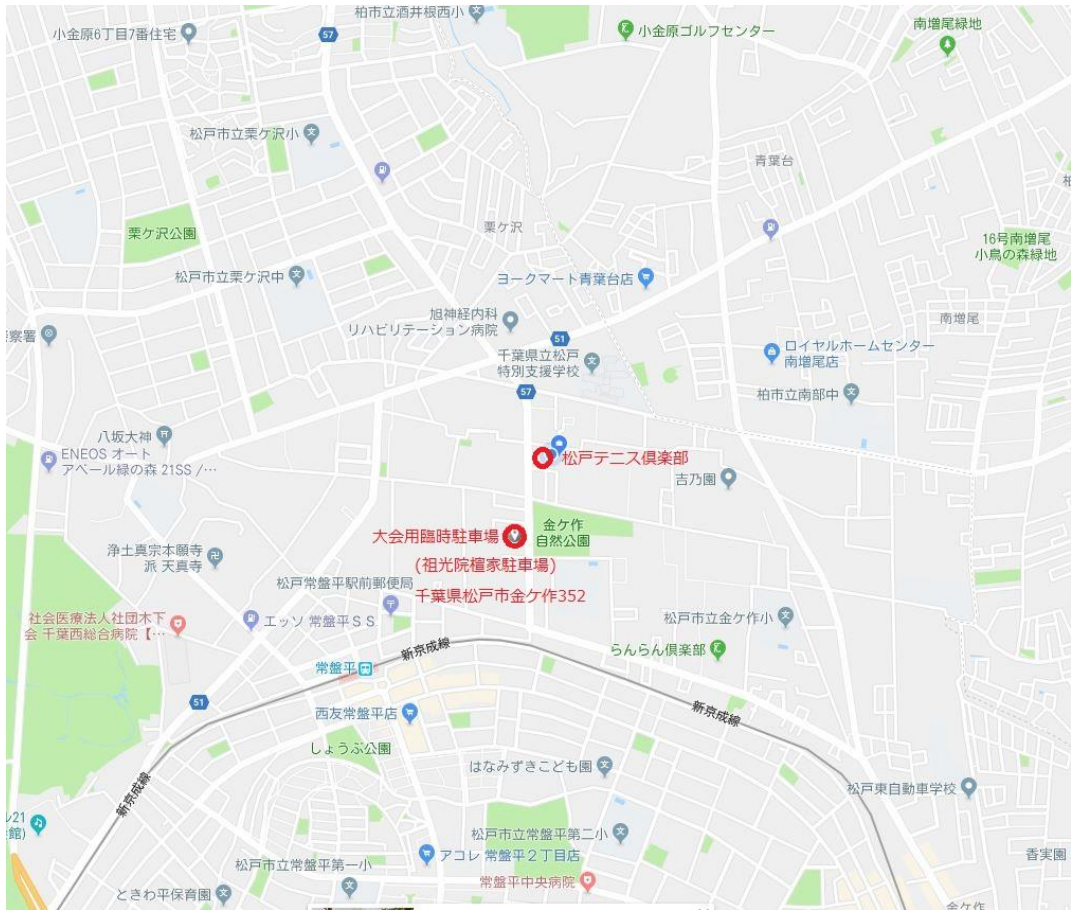 柏市立酒井根西小
小金原6丁目7番住宅
57
小金原ゴルフセンター
南増尾緑地
松戸市立栗ケ沢小
青葉台
栗ケ沢公園
栗ケ沢
16号南増尾
小鳥の森緑地
松戸市立栗ケ沢中
ヨークマート青葉台店
旭神経内科
リハビリテーション病院
南増尾
51
千葉県立松戸
特別支援学校
ロイヤルホームセンター
南増尾店
57
柏市立南部中
八坂大神
ENEOS オート
アベール緑の森 21SS /…
松戸テニス倶楽部
吉乃園
大会用臨時駐車場
金ケ作
自然公園
(祖光院檀家駐車場)
浄土真宗本願寺
派 天真寺
松戸常盤平駅前郵便局
千葉県松戸市金ケ作352
社会医療法人社団木下
会 千葉西総合病院【…
エッソ 常盤平ＳＳ
松戸市立金ケ作小
新京成線
らんらん倶楽部
常盤平
51
西友常盤平店
新京成線
しょうぶ公園
はなみずきこども園
新京成線
松戸東自動車学校
松戸市立常盤平第二小
アコレ 常盤平２丁目店
香実園
松戸市立常盤平第一小
常盤平中央病院
ときわ平保育園
金ケ作